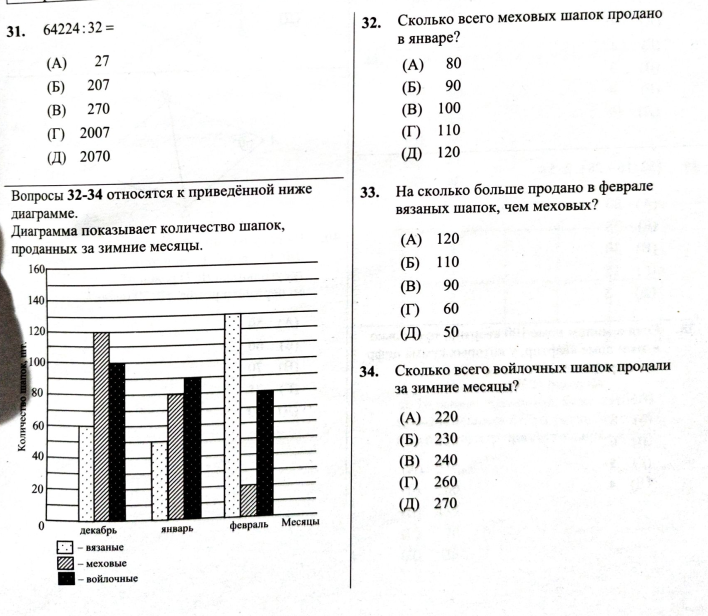 31. 64224 : 32 =
(А) 27
(Б) 207
(В) 270
(Г) 2007
(Д) 2070
Вопросы 32-34 относятся к приведённой ниже
диаграмме.
Диаграмма показывает количество шапок,
проданных за зимние месяцы.
Количество шапок, шт.
160
140
120
100
80
60
40
20
0
декабрь январь февраль Месяцы
– вязаные
– меховые
– войлочные
32. Сколько всего меховых шапок продано
в январе?
(А) 80
(Б) 90
(В) 100
(Г) 110
(Д) 120
33. На сколько больше продано в феврале
вязаных шапок, чем меховых?
(А) 120
(Б) 110
(В) 90
(Г) 60
(Д) 50
34. Сколько всего войлочных шапок продали
за зимние месяцы?
(А) 220
(Б) 230
(В) 240
(Г) 260
(Д) 270